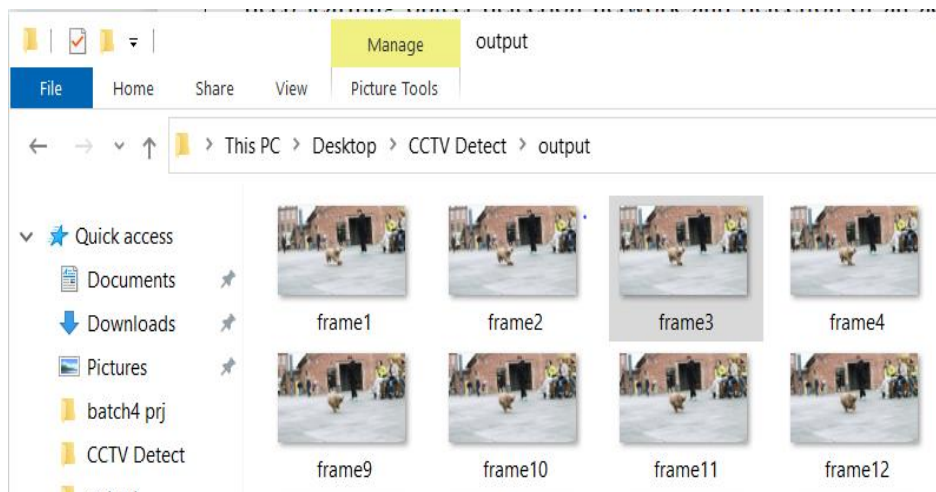 Manage output
File Home Share View Picture Tools
This PC > Desktop > CCTV Detect > output
Quick access
Documents
Downloads
Pictures
batch4 prj
CCTV Detect
frame1 frame2 frame3 frame4
frame9 frame10 frame11 frame12